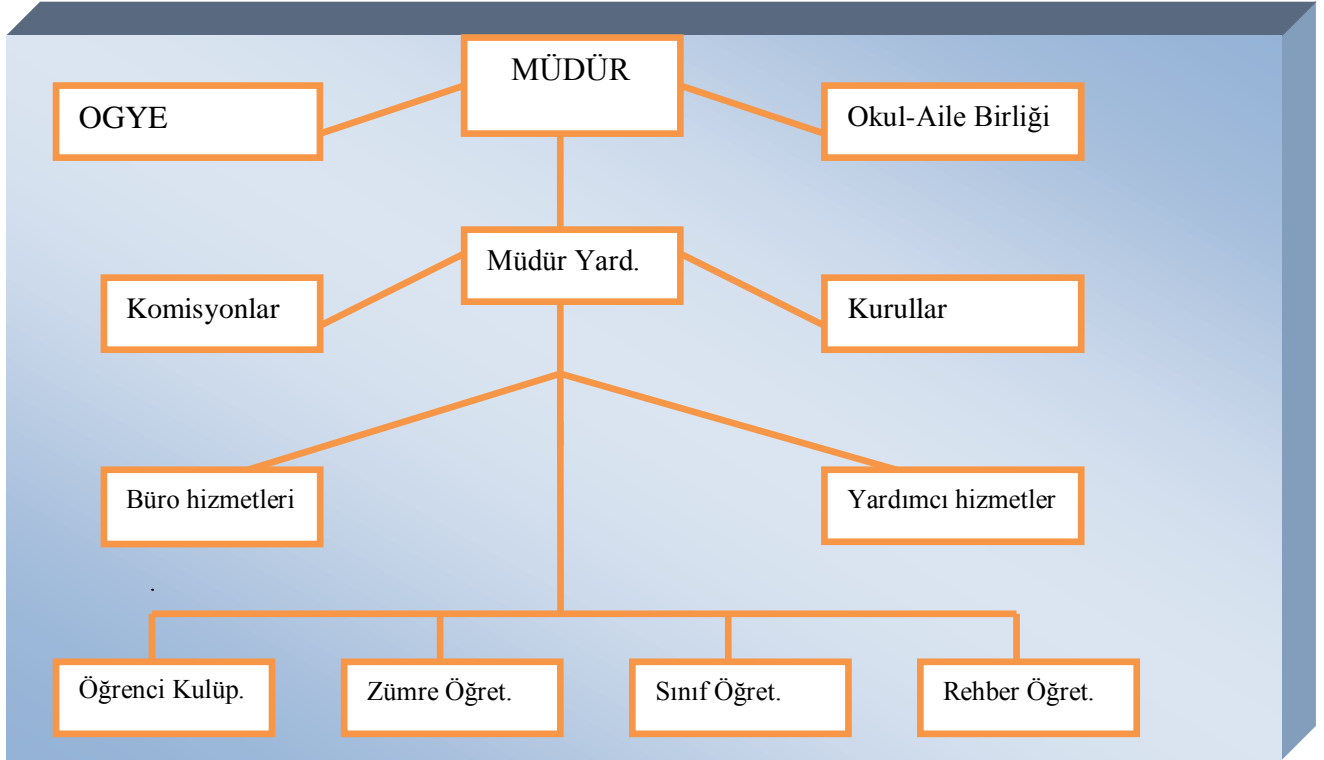 MÜDÜR
OGYE
Okul-Aile Birliği
Müdür Yard.
Komisyonlar
Kurullar
Büro hizmetleri
Yardımcı hizmetler
.
Öğrenci Kulüp.
Zümre Öğret.
Sınıf Öğret.
Rehber Öğret.